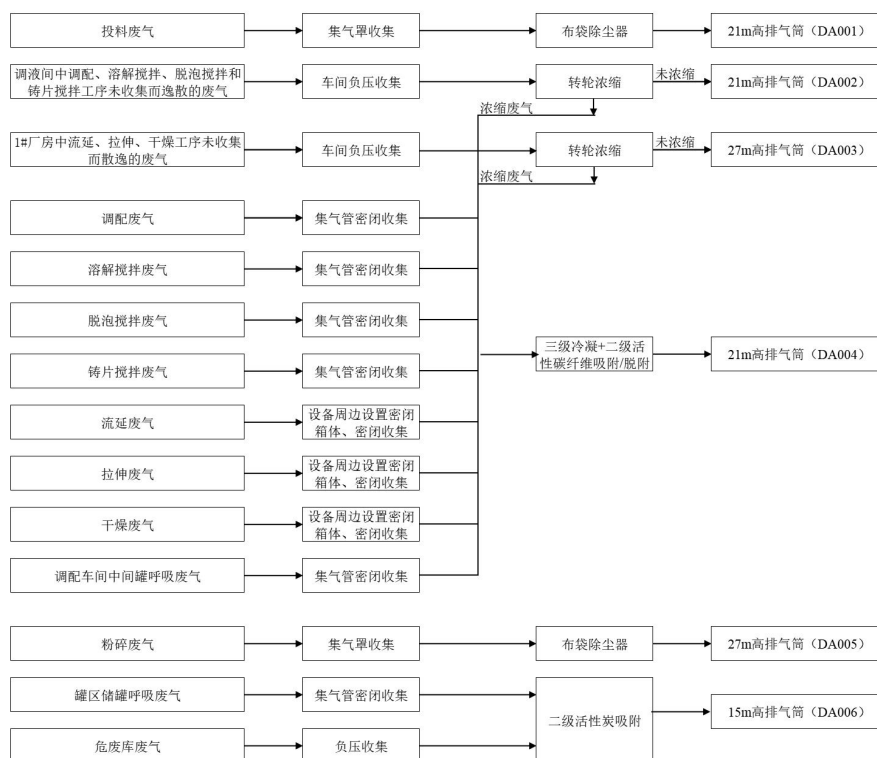 投料废气
集气罩收集
布袋除尘器
21m高排气筒（DA001）
调液间中调配、溶解搅拌、脱泡搅拌和
铸片搅拌工序未收集而逸散的废气
车间负压收集
转轮浓缩
未浓缩
21m高排气筒（DA002）
浓缩废气
1#厂房中流延、拉伸、干燥工序未收集
而散逸的废气
车间负压收集
转轮浓缩
未浓缩
27m高排气筒（DA003）
浓缩废气
调配废气
集气管密闭收集
溶解搅拌废气
集气管密闭收集
脱泡搅拌废气
集气管密闭收集
三级冷凝+二级活
性碳纤维吸附/脱附
21m高排气筒（DA004）
铸片搅拌废气
集气管密闭收集
流延废气
设备周边设置密闭
箱体、密闭收集
拉伸废气
设备周边设置密闭
箱体、密闭收集
干燥废气
设备周边设置密闭
箱体、密闭收集
调配车间中间罐呼吸废气
集气管密闭收集
粉碎废气
集气罩收集
布袋除尘器
27m高排气筒（DA005）
罐区储罐呼吸废气
集气管密闭收集
二级活性炭吸附
15m高排气筒（DA006）
危废库废气
负压收集